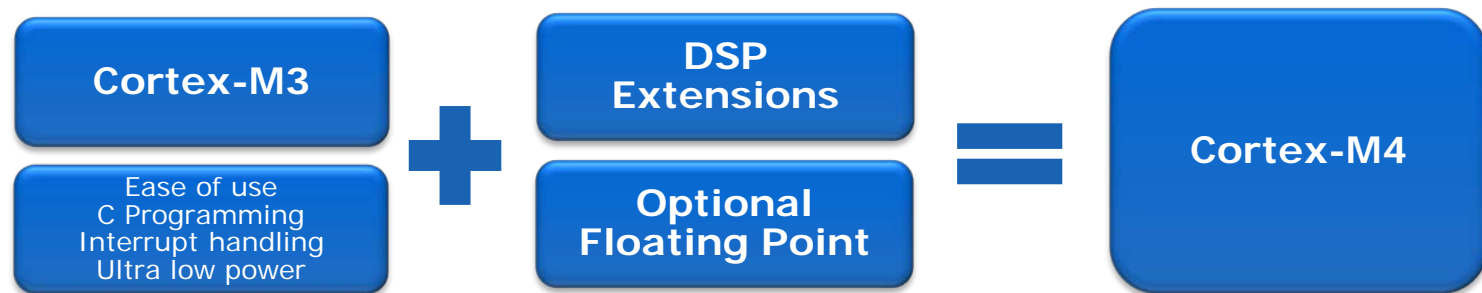 Cortex-M3
Ease of use
C Programming
Interrupt handling
Ultra low power
DSP
Extensions
Optional
Floating Point
Cortex-M4